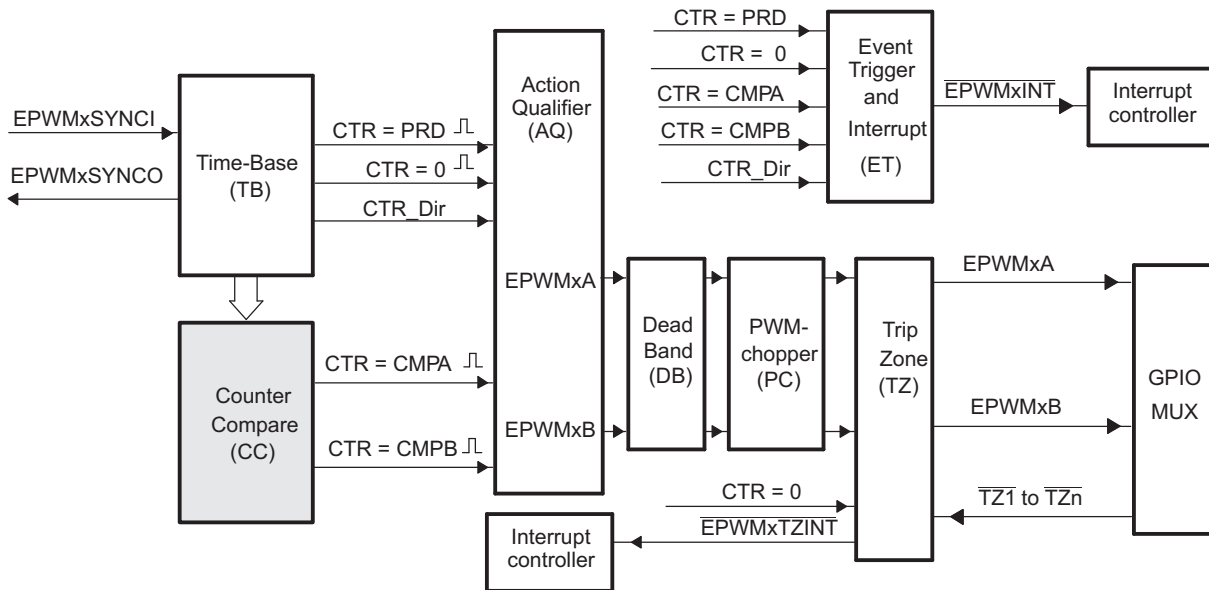 EPWMxSYNCI
EPWMxSYNCO
Time-Base
(TB)
CTR = PRD
CTR = 0
CTR_Dir
Counter
Compare
(CC)
CTR = CMPA
CTR = CMPB
Action
Qualifier
(AQ)
EPWMxA
EPWMxB
CTR = PRD
CTR = 0
CTR = CMPA
CTR = CMPB
CTR_Dir
Event
Trigger
and
Interrupt
(ET)
EPWMxINT
Interrupt
controller
Dead
Band
(DB)
PWM-
chopper
(PC)
Trip
Zone
(TZ)
EPWMxA
EPWMxB
TZ1 to TZn
GPIO
MUX
CTR = 0
EPWMxTZINT
Interrupt
controller